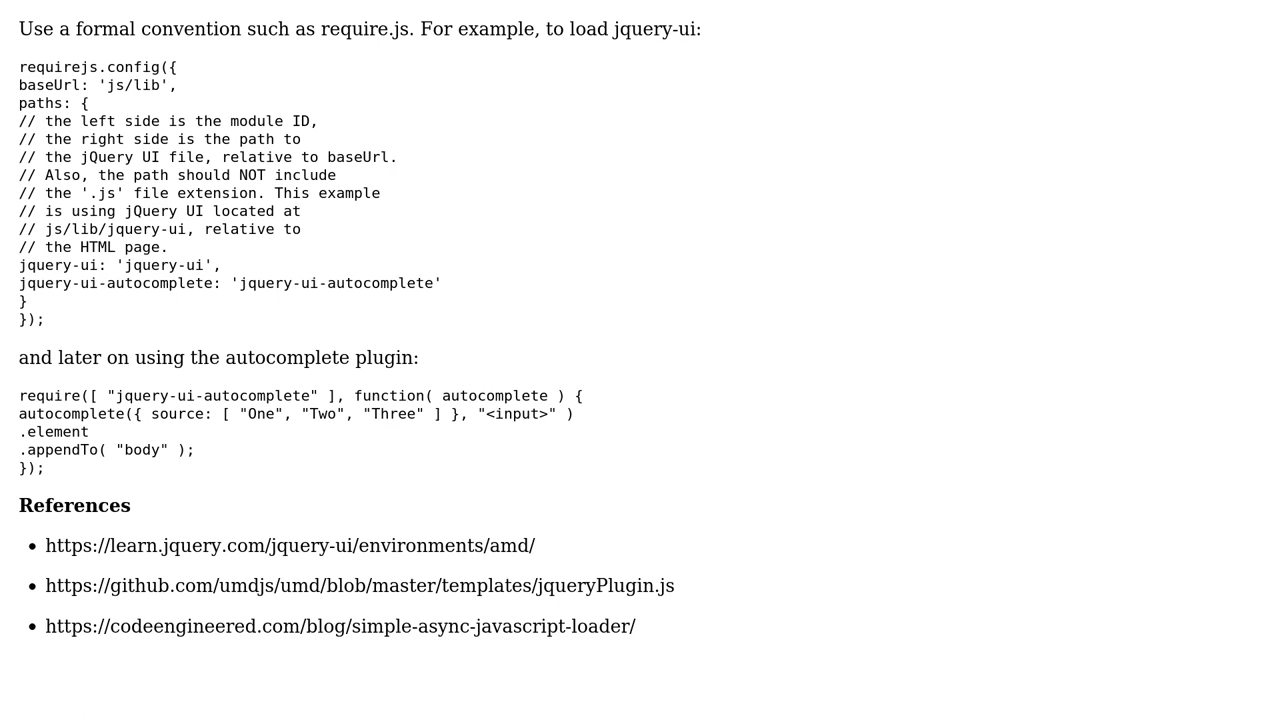 Use a formal convention such as require.js. For example, to load jquery-ui:
requirejs.config({
baseUrl: 'js/lib',
paths: {
// the left side is the module ID,
// the right side is the path to
// the jQuery UI file, relative to baseUrl.
// Also, the path should NOT include
// the '.js' file extension. This example
// is using jQuery UI located at
// js/lib/jquery-ui, relative to
// the HTML page.
jquery-ui: 'jquery-ui',
jquery-ui-autocomplete: 'jquery-ui-autocomplete'
}
});
and later on using the autocomplete plugin:
require([ "jquery-ui-autocomplete" ], function( autocomplete ) {
autocomplete({ source: [ "One", "Two", "Three" ] }, "<input>" )
.element
.appendTo( "body" );
});
References
• https://learn.jquery.com/jquery-ui/environments/amd/
• https://github.com/umdjs/umd/blob/master/templates/jqueryPlugin.js
• https://codeengineered.com/blog/simple-async-javascript-loader/